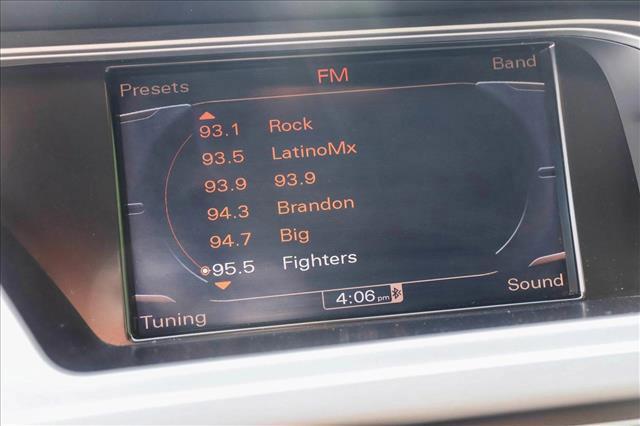 Presets FM Band
93.1 Rock
93.5 LatinoMx
93.9 93.9
94.3 Brandon
94.7 Big
95.5 Fighters
4:06 pm
Tuning Sound